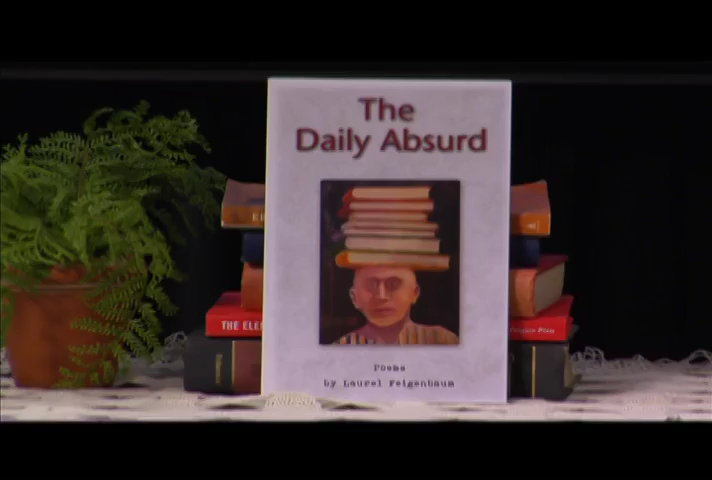 The
Daily Absurd
Poems
by Laurel Feigenbaum
THE ELE